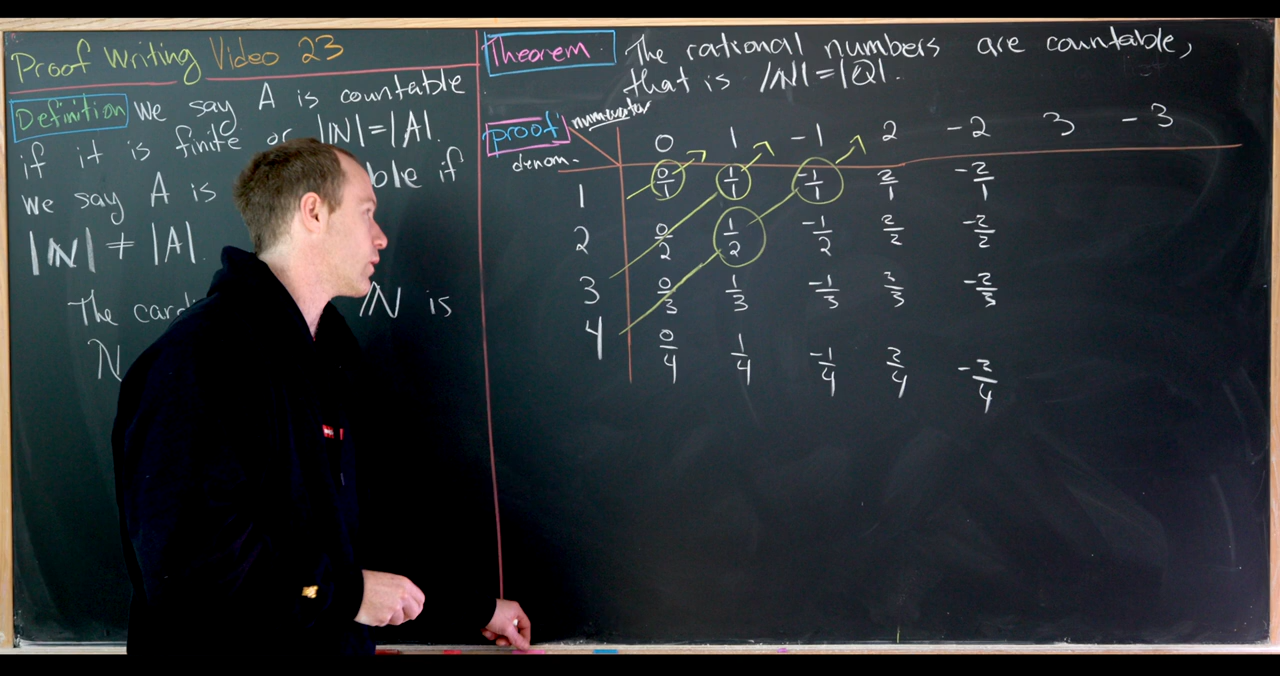 Proof Writing Video 23
Definition We say A is countable
if it is finite or |ℕ|=|A|.
we say A is ble if
|ℕ| ≠ |A|.
The card ℕ is
Theorem The rational numbers are countable,
that is |ℕ|=|ℚ|.
proof numerator
denom.
0 1 -1 2 -2 3 -3
1 0/1 1/1 -1/1 2/1 -2/1
2 0/2 1/2 -1/2 2/2 -2/2
3 0/3 1/3 -1/3 2/3 -2/3
4 0/4 1/4 -1/4 2/4 -2/4